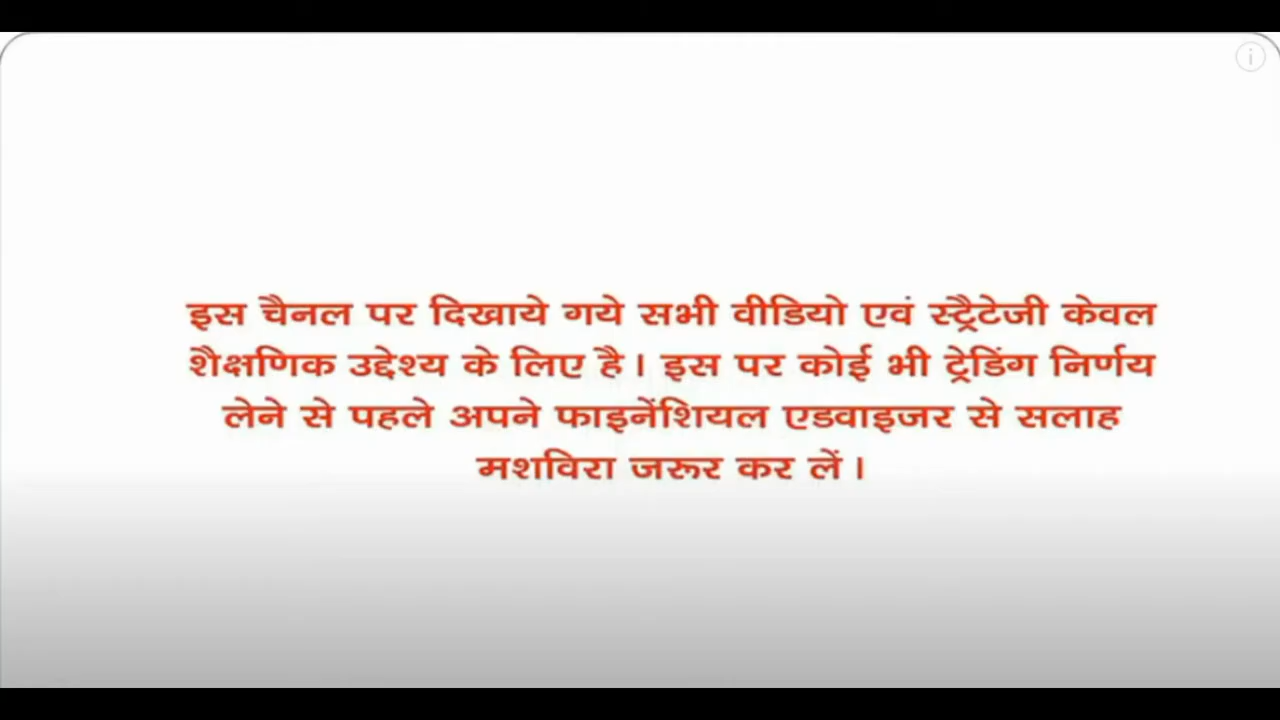 इस चैनल पर दिखाये गये सभी वीडियो एवं स्ट्रैटेजी केवल
शैक्षणिक उद्देश्य के लिए है। इस पर कोई भी ट्रेडिंग निर्णय
लेने से पहले अपने फाइनेंशियल एडवाइजर से सलाह
मशविरा जरूर कर लें।